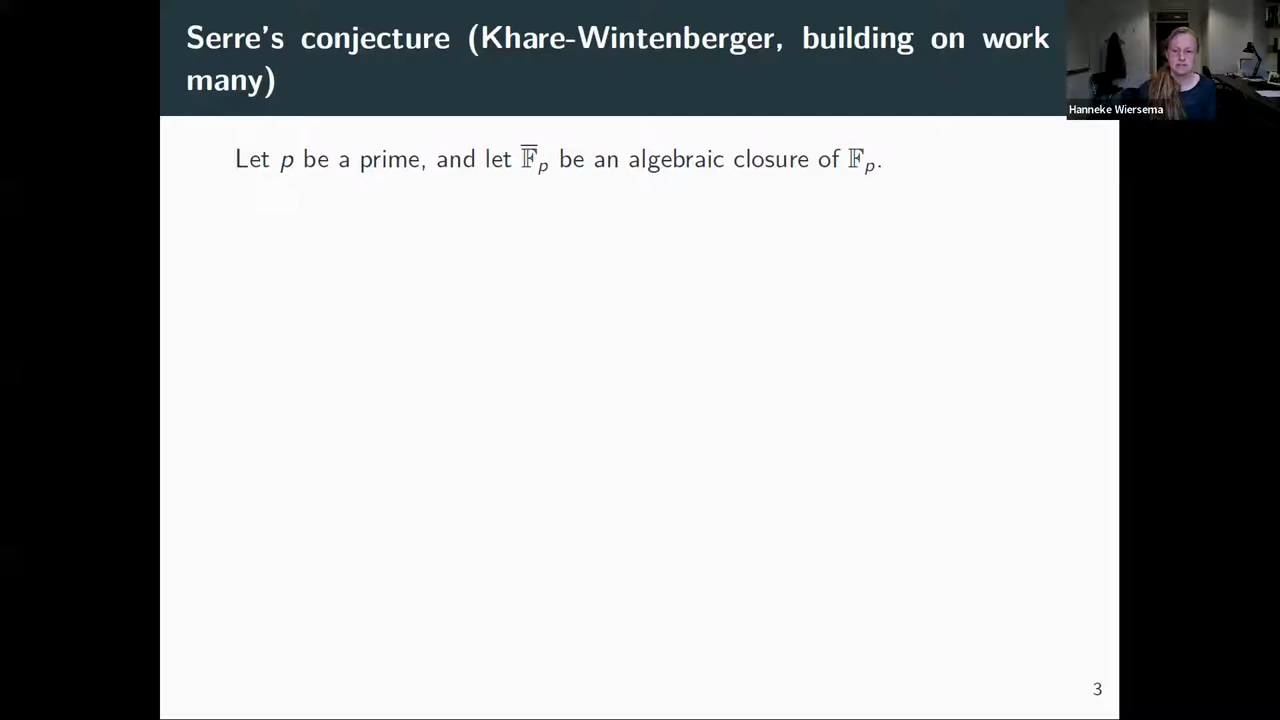 Serre's conjecture (Khare-Wintenberger, building on work
many)
Hanneke Wiersema
Let p be a prime, and let F̅_p be an algebraic closure of F_p.
3